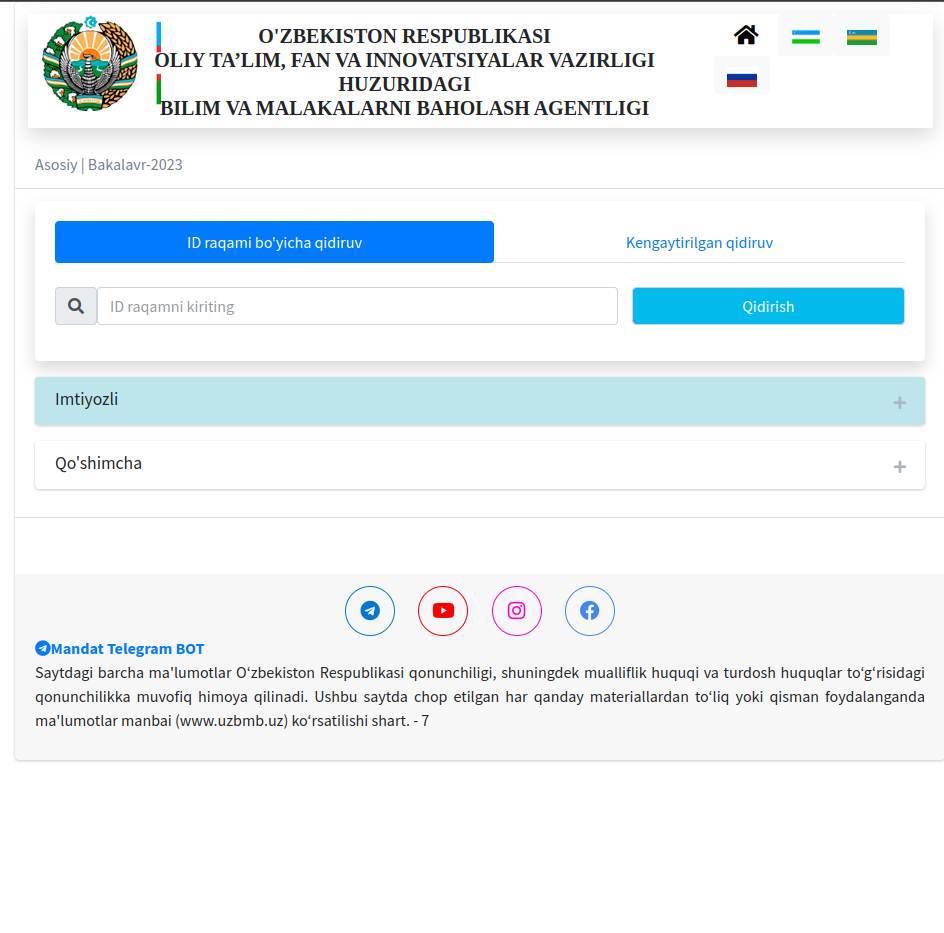 O'ZBEKISTON RESPUBLIKASI
OLIY TA’LIM, FAN VA INNOVATSIYALAR VAZIRLIGI
HUZURIDAGI
BILIM VA MALAKALARNI BAHOLASH AGENTLIGI
Asosiy | Bakalavr-2023
ID raqami bo'yicha qidiruv
Kengaytirilgan qidiruv
ID raqamni kiriting
Qidirish
Imtiyozli
Qo'shimcha
Mandat Telegram BOT
Saytdagi barcha ma'lumotlar O‘zbekiston Respublikasi qonunchiligi, shuningdek mualliflik huquqi va turdosh huquqlar to‘g‘risidagi
qonunchilikka muvofiq himoya qilinadi. Ushbu saytda chop etilgan har qanday materiallardan to‘liq yoki qisman foydalanganda
ma'lumotlar manbai (www.uzbmb.uz) ko‘rsatilishi shart. - 7